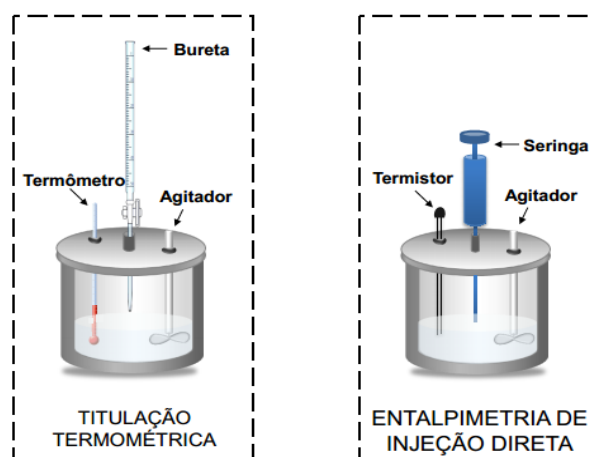 Bureta
Termômetro
Agitador
TITULAÇÃO
TERMOMÉTRICA
Seringa
Termistor
Agitador
ENTALPIMETRIA DE
INJEÇÃO DIRETA